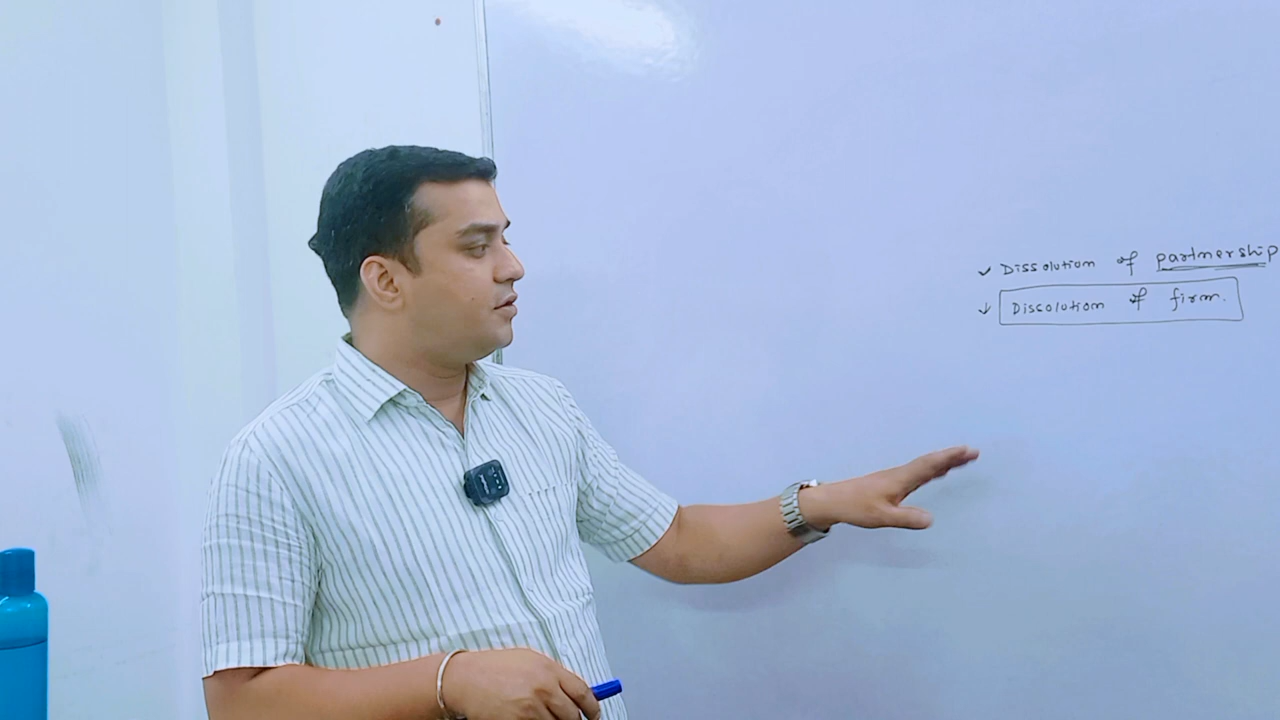 ✓ Dissolution of partnership
✓ Dissolution of firm.